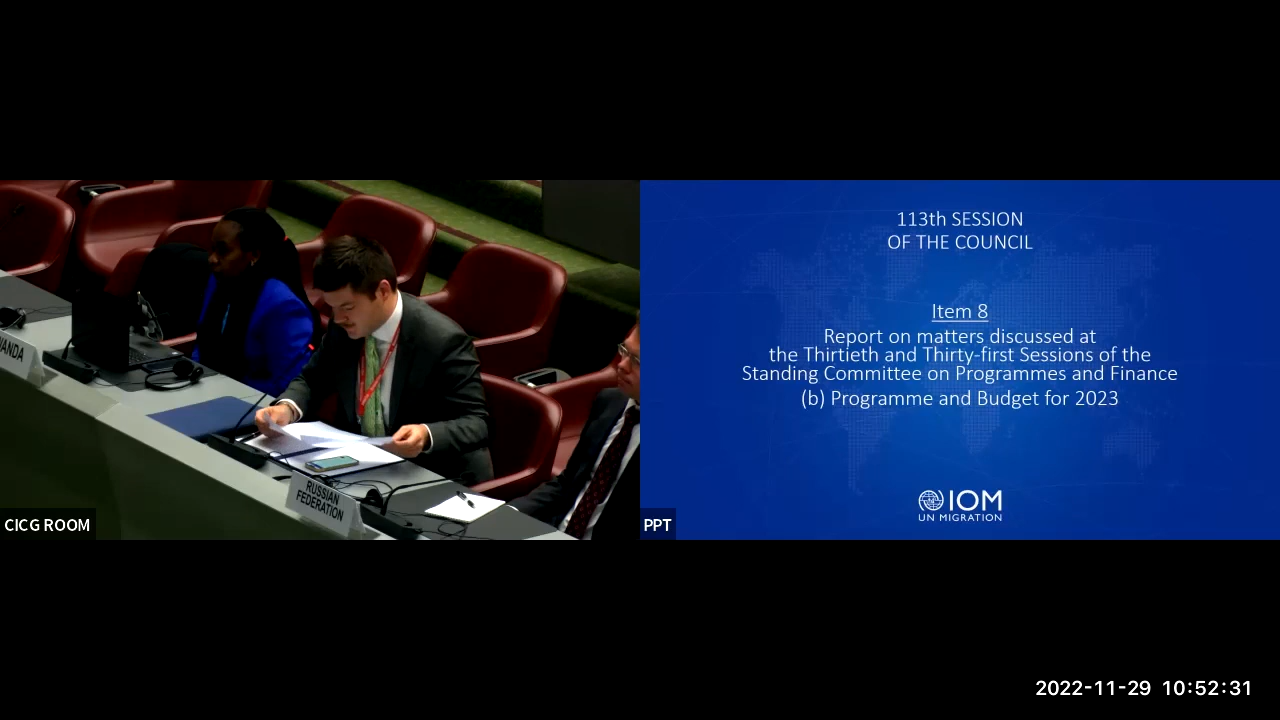 ANDA
RUSSIAN
FEDERATION
CICG ROOM
113th SESSION
OF THE COUNCIL
Item 8
Report on matters discussed at
the Thirtieth and Thirty-first Sessions of the
Standing Committee on Programmes and Finance
(b) Programme and Budget for 2023
IOM
UN MIGRATION
PPT
2022-11-29 10:52:31